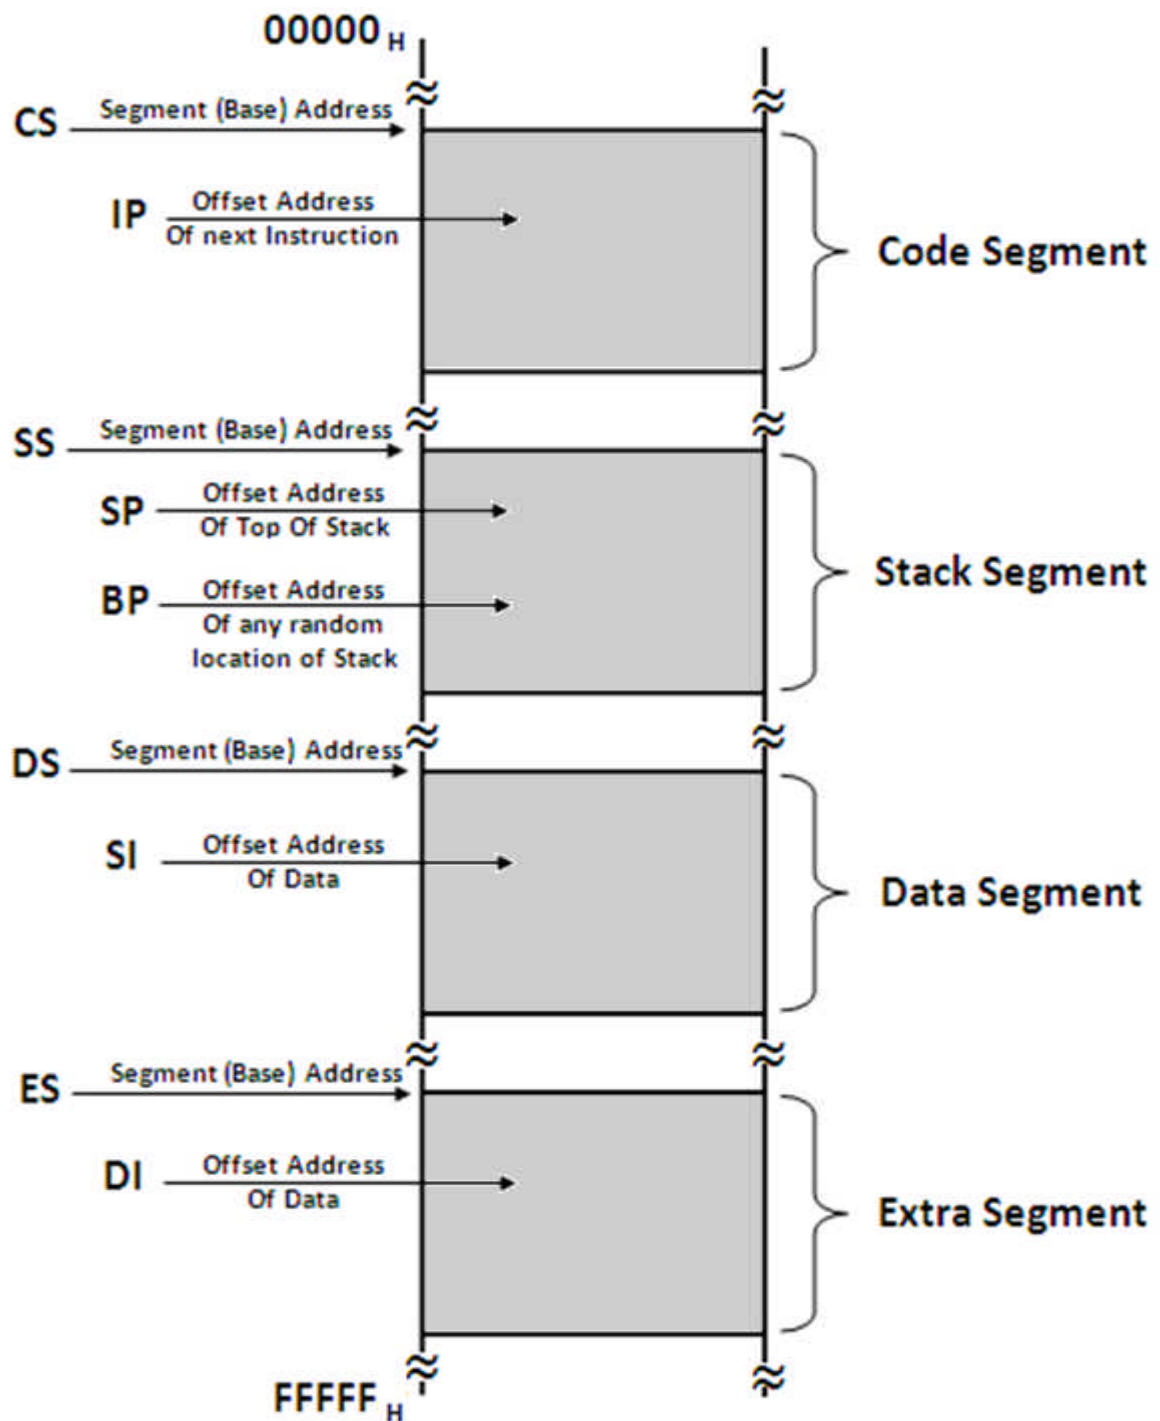 00000 H
CS
Segment (Base) Address
IP
Offset Address
Of next Instruction
Code Segment
SS
Segment (Base) Address
SP
Offset Address
Of Top Of Stack
BP
Offset Address
Of any random
location of Stack
Stack Segment
DS
Segment (Base) Address
SI
Offset Address
Of Data
Data Segment
ES
Segment (Base) Address
DI
Offset Address
Of Data
Extra Segment
FFFFF H